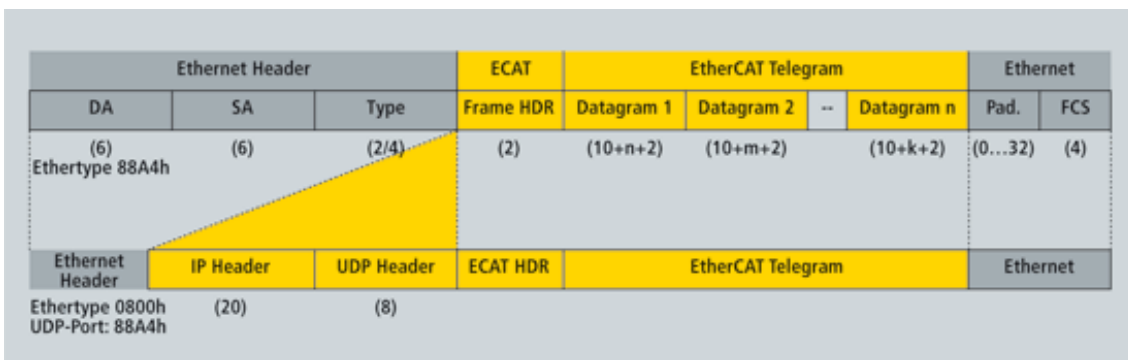 Ethernet Header ECAT EtherCAT Telegram Ethernet
DA SA Type Frame HDR Datagram 1 Datagram 2 -- Datagram n Pad. FCS
(6) (6) (2/4) (2) (10+n+2) (10+m+2) (10+k+2) (0...32) (4)
Ethertype 88A4h
Ethernet
Header
IP Header UDP Header ECAT HDR EtherCAT Telegram Ethernet
Ethertype 0800h (20) (8)
UDP-Port: 88A4h